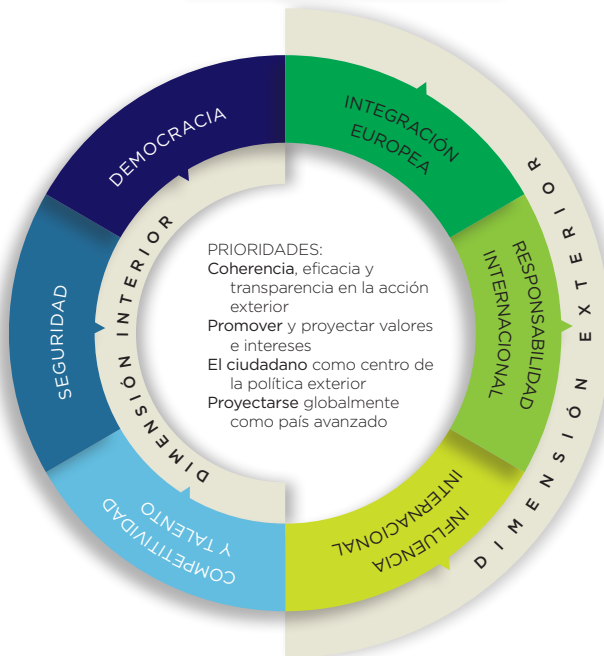 DEMOCRACIA
INTEGRACIÓN
EUROPEA
RESPONSABILIDAD
INTERNACIONAL
INFLUENCIA
INTERNACIONAL
COMPETITIVIDAD
Y TALENTO
SEGURIDAD
DIMENSIÓN INTERIOR
DIMENSIÓN EXTERIOR
PRIORIDADES:
Coherencia, eficacia y
transparencia en la acción
exterior
Promover y proyectar valores
e intereses
El ciudadano como centro de
la política exterior
Proyectarse globalmente
como país avanzado